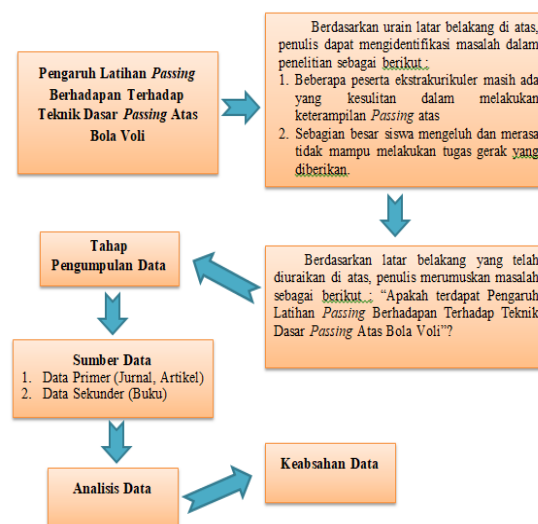 Pengaruh Latihan Passing
Berhadapan Terhadap
Teknik Dasar Passing Atas
Bola Voli
Berdasarkan urain latar belakang di atas,
penulis dapat mengidentifikasi masalah dalam
penelitian sebagai berikut :
1. Beberapa peserta ekstrakurikuler masih ada
yang kesulitan dalam melakukan
keterampilan Passing atas
2. Sebagian besar siswa mengeluh dan merasa
tidak mampu melakukan tugas gerak yang
diberikan.
Berdasarkan latar belakang yang telah
diuraikan di atas, penulis merumuskan masalah
sebagai berikut : “Apakah terdapat Pengaruh
Latihan Passing Berhadapan Terhadap Teknik
Dasar Passing Atas Bola Voli”?
Tahap
Pengumpulan Data
Sumber Data
1. Data Primer (Jurnal, Artikel)
2. Data Sekunder (Buku)
Analisis Data
Keabsahan Data